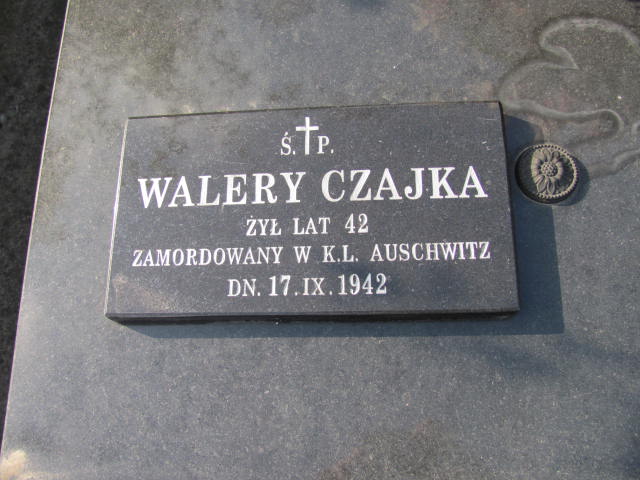 Ś.†P.
WALERY CZAJKA
ŻYŁ LAT 42
ZAMORDOWANY W K.L. AUSCHWITZ
DN. 17.IX.1942